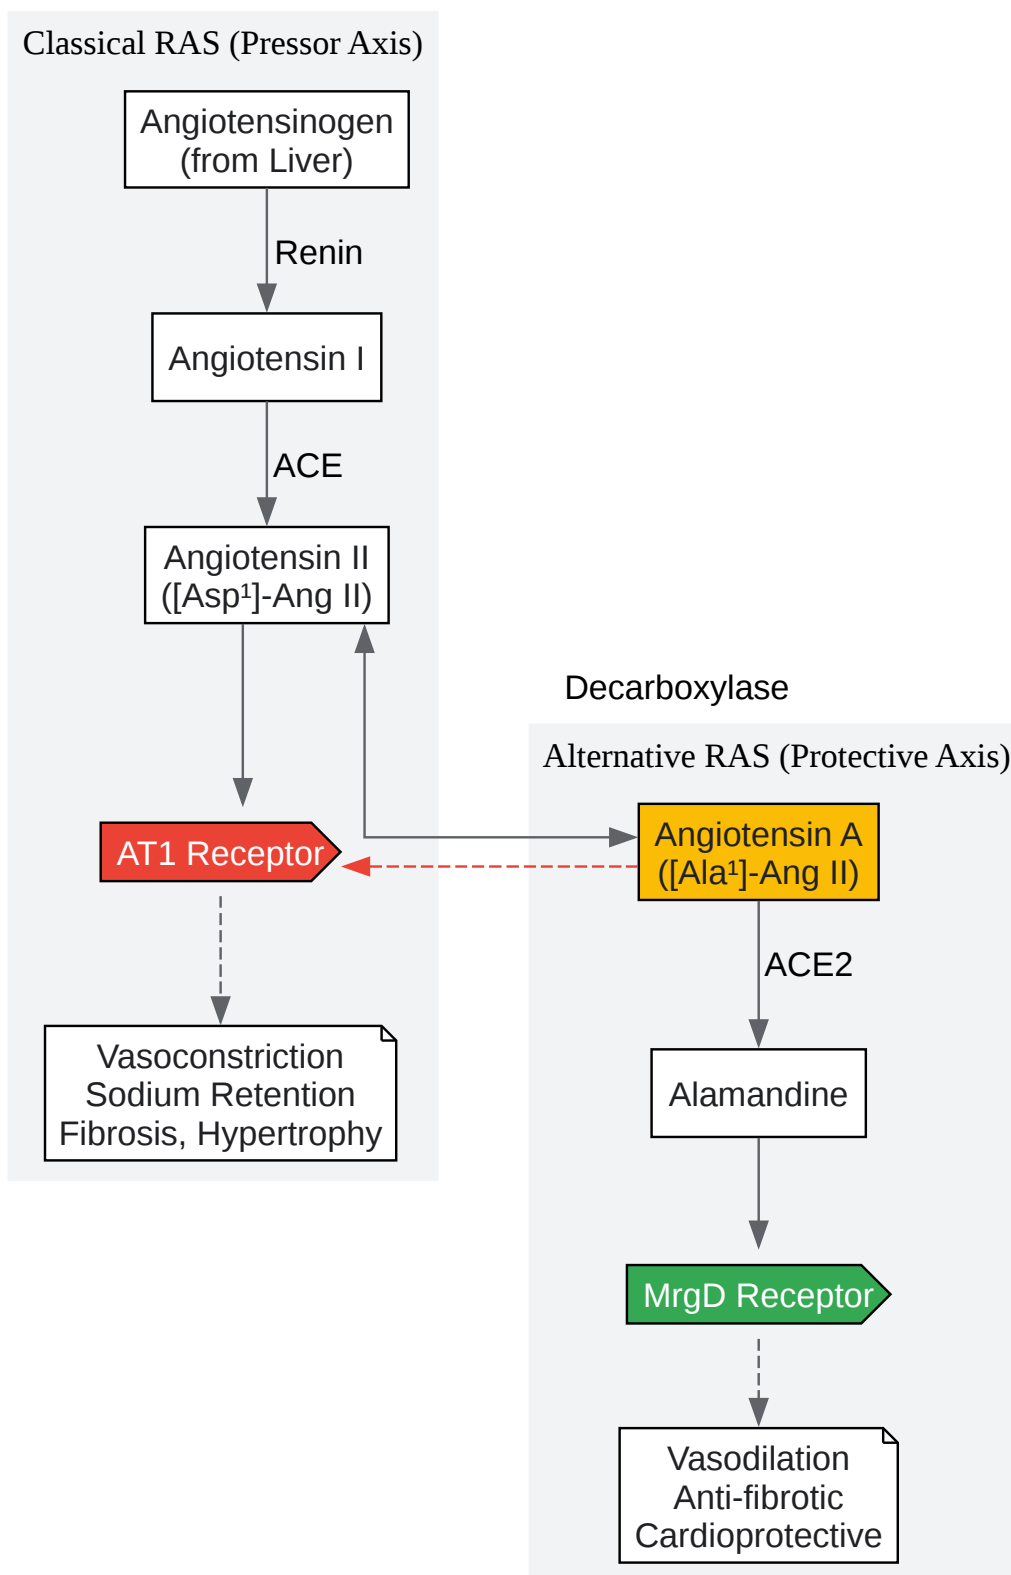 Classical RAS (Pressor Axis)
Angiotensinogen
(from Liver)
Renin
Angiotensin I
ACE
Angiotensin II
([Asp¹]-Ang II)
AT1 Receptor
Vasoconstriction
Sodium Retention
Fibrosis, Hypertrophy
Decarboxylase
Alternative RAS (Protective Axis)
Angiotensin A
([Ala¹]-Ang II)
ACE2
Alamandine
MrgD Receptor
Vasodilation
Anti-fibrotic
Cardioprotective